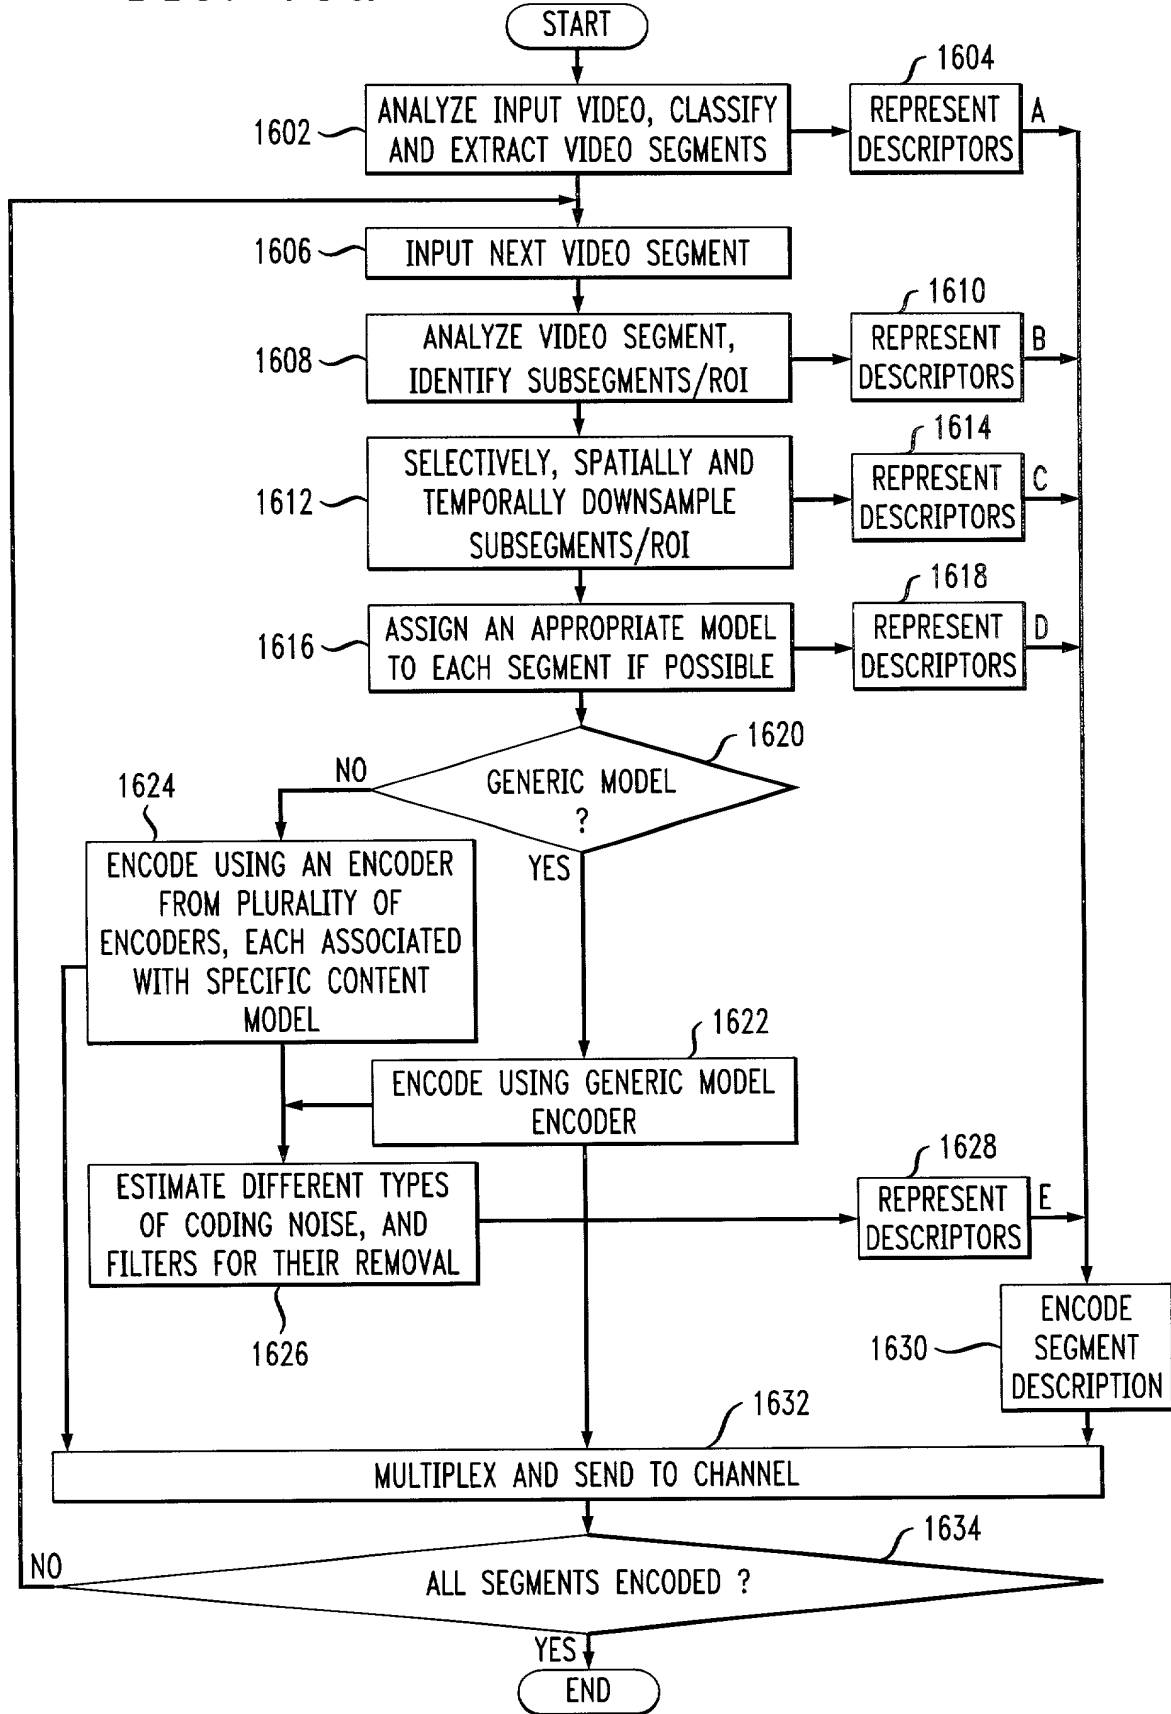 START
1604
ANALYZE INPUT VIDEO, CLASSIFY
AND EXTRACT VIDEO SEGMENTS
1602
REPRESENT
DESCRIPTORS
A
1606
INPUT NEXT VIDEO SEGMENT
1610
1608
ANALYZE VIDEO SEGMENT,
IDENTIFY SUBSEGMENTS/ROI
REPRESENT
DESCRIPTORS
B
1614
1612
SELECTIVELY, SPATIALLY AND
TEMPORALLY DOWNSAMPLE
SUBSEGMENTS/ROI
REPRESENT
DESCRIPTORS
C
1618
1616
ASSIGN AN APPROPRIATE MODEL
TO EACH SEGMENT IF POSSIBLE
REPRESENT
DESCRIPTORS
D
1620
GENERIC MODEL
?
NO
YES
1624
ENCODE USING AN ENCODER
FROM PLURALITY OF
ENCODERS, EACH ASSOCIATED
WITH SPECIFIC CONTENT
MODEL
1622
ENCODE USING GENERIC MODEL
ENCODER
ESTIMATE DIFFERENT TYPES
OF CODING NOISE, AND
FILTERS FOR THEIR REMOVAL
1626
1628
REPRESENT
DESCRIPTORS
E
1630
ENCODE
SEGMENT
DESCRIPTION
1632
MULTIPLEX AND SEND TO CHANNEL
1634
ALL SEGMENTS ENCODED ?
NO
YES
END